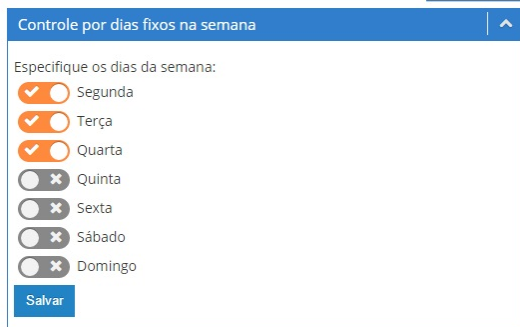 Controle por dias fixos na semana
Especifique os dias da semana:
Segunda
Terça
Quarta
Quinta
Sexta
Sábado
Domingo
Salvar